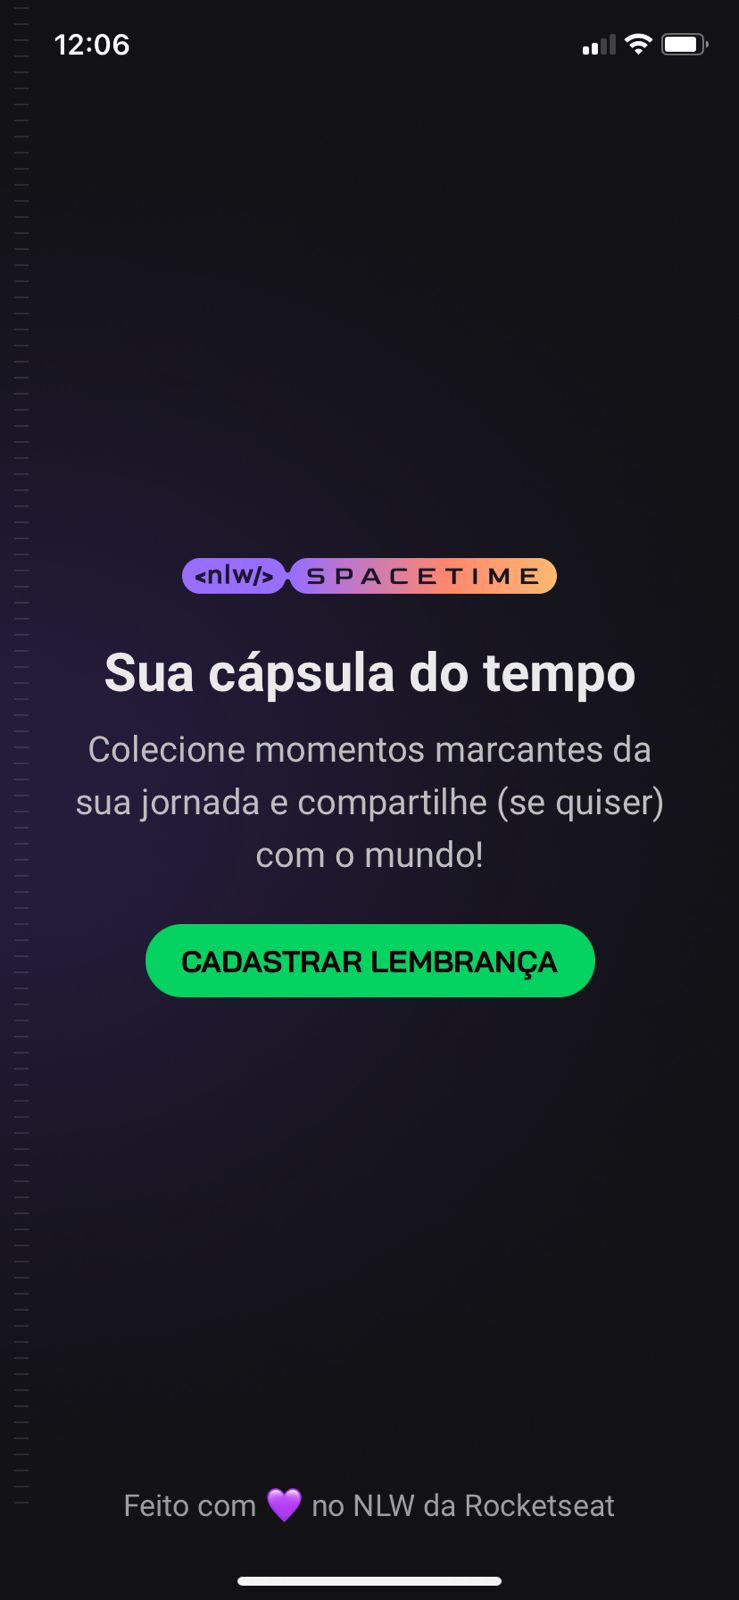 12:06
<nlw/> SPACETIME
Sua cápsula do tempo
Colecione momentos marcantes da
sua jornada e compartilhe (se quiser)
com o mundo!
CADASTRAR LEMBRANÇA
Feito com 💜 no NLW da Rocketseat